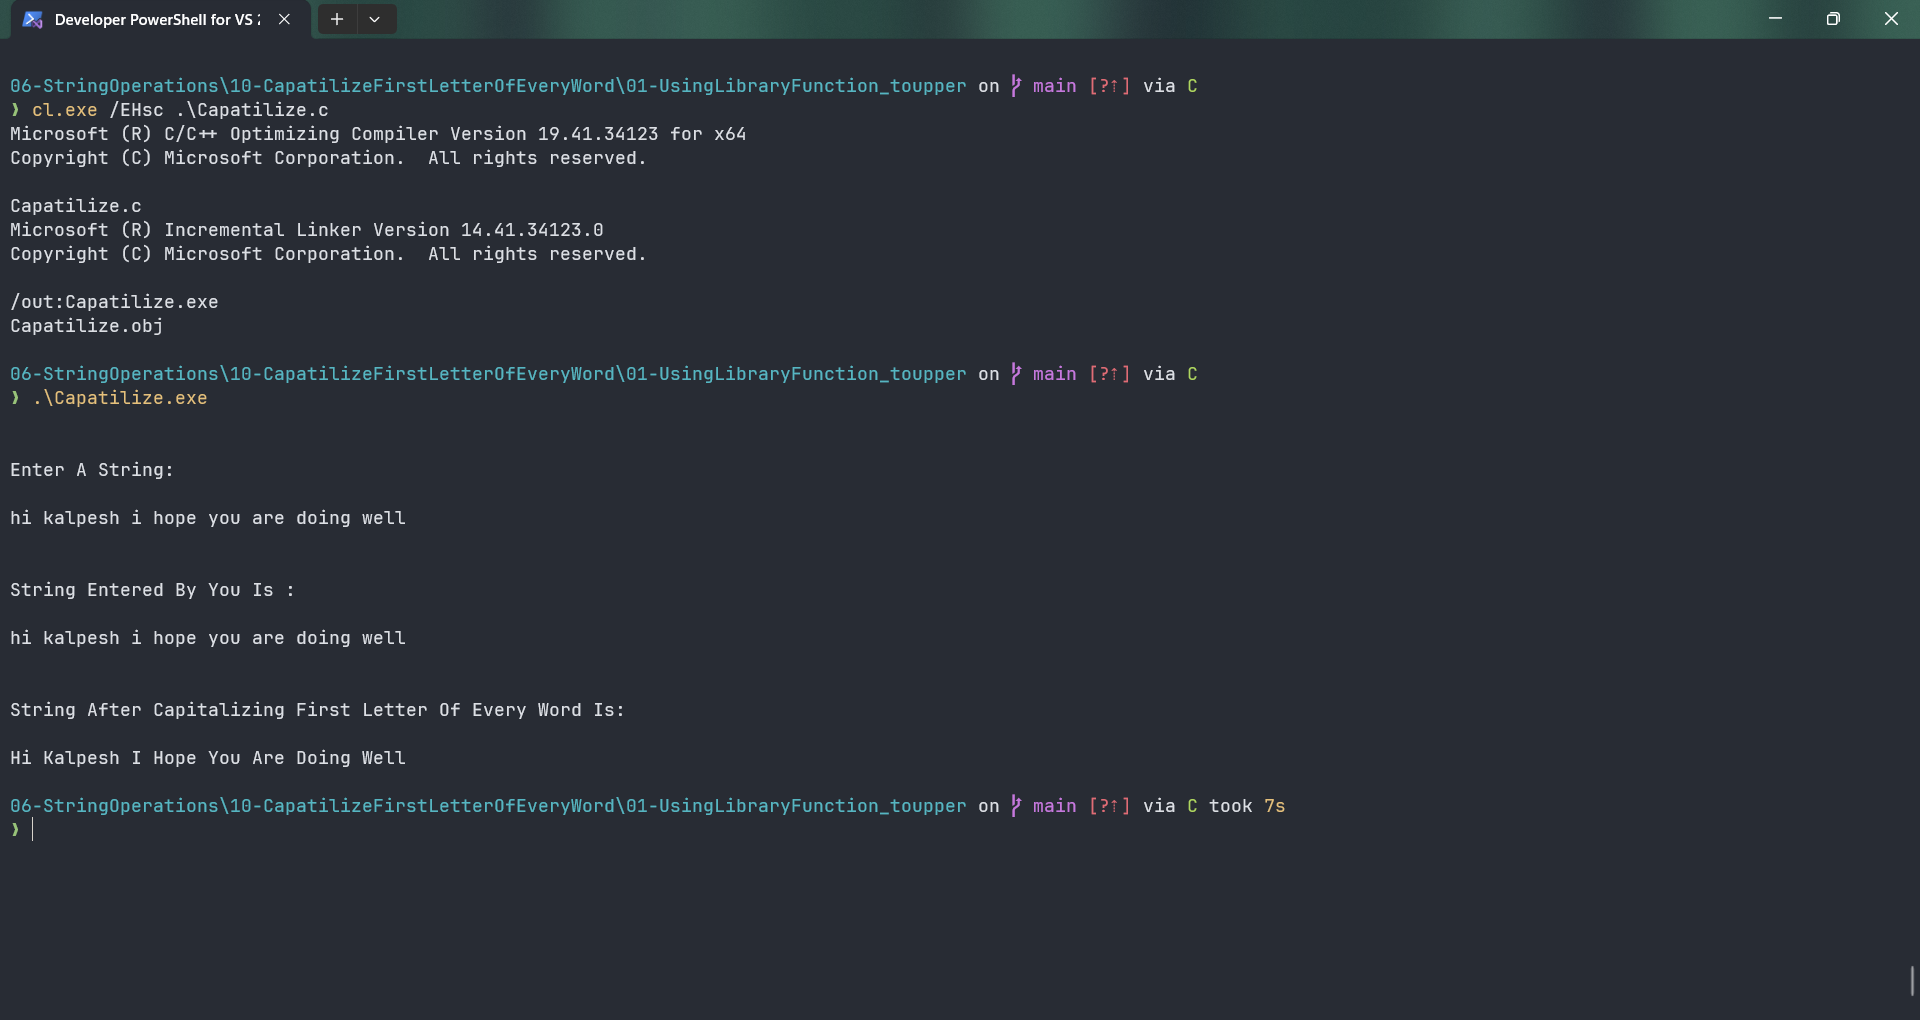 Developer PowerShell for VS 2
06-StringOperations\10-CapatilizeFirstLetterOfEveryWord\01-UsingLibraryFunction_toupper on main [?⇡] via C
❯ cl.exe /EHsc .\Capatilize.c
Microsoft (R) C/C++ Optimizing Compiler Version 19.41.34123 for x64
Copyright (C) Microsoft Corporation.  All rights reserved.
Capatilize.c
Microsoft (R) Incremental Linker Version 14.41.34123.0
Copyright (C) Microsoft Corporation.  All rights reserved.
/out:Capatilize.exe
Capatilize.obj
06-StringOperations\10-CapatilizeFirstLetterOfEveryWord\01-UsingLibraryFunction_toupper on main [?⇡] via C
❯ .\Capatilize.exe
Enter A String:
hi kalpesh i hope you are doing well
String Entered By You Is :
hi kalpesh i hope you are doing well
String After Capitalizing First Letter Of Every Word Is:
Hi Kalpesh I Hope You Are Doing Well
06-StringOperations\10-CapatilizeFirstLetterOfEveryWord\01-UsingLibraryFunction_toupper on main [?⇡] via C took 7s
❯